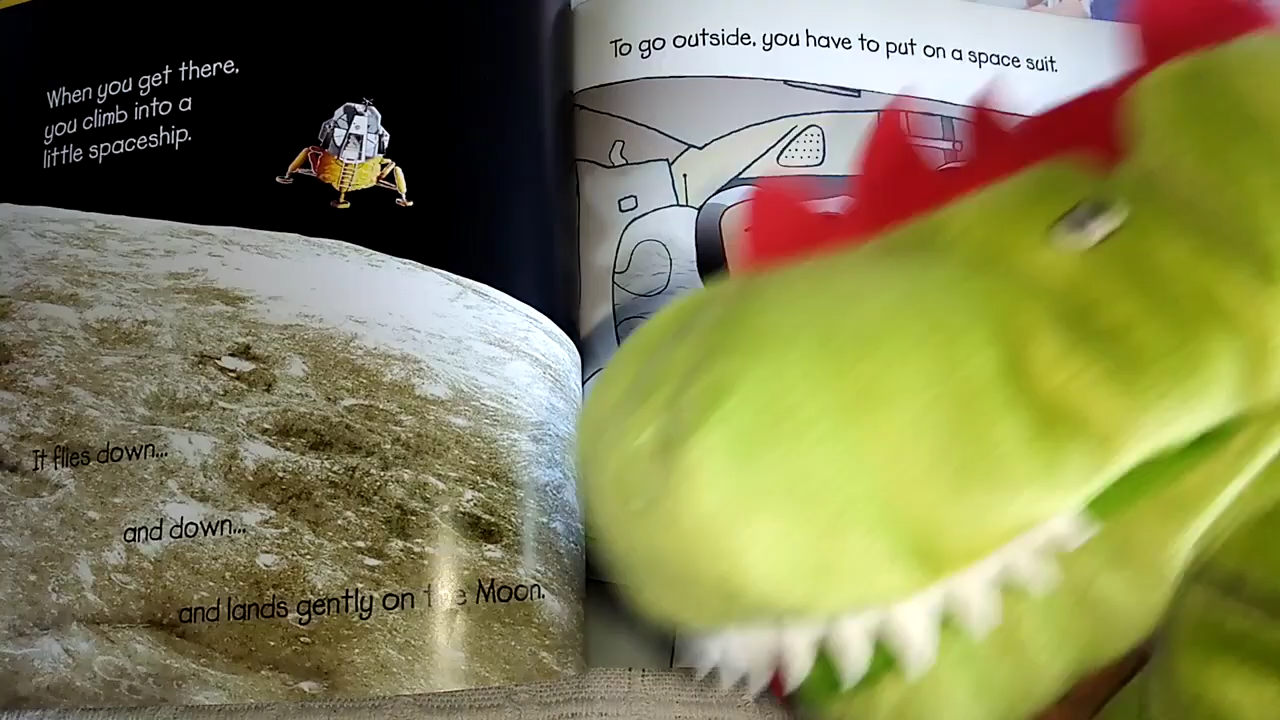 When you get there,
you climb into a
little spaceship.
It flies down...
and down...
and lands gently on the Moon.
To go outside, you have to put on a space suit.